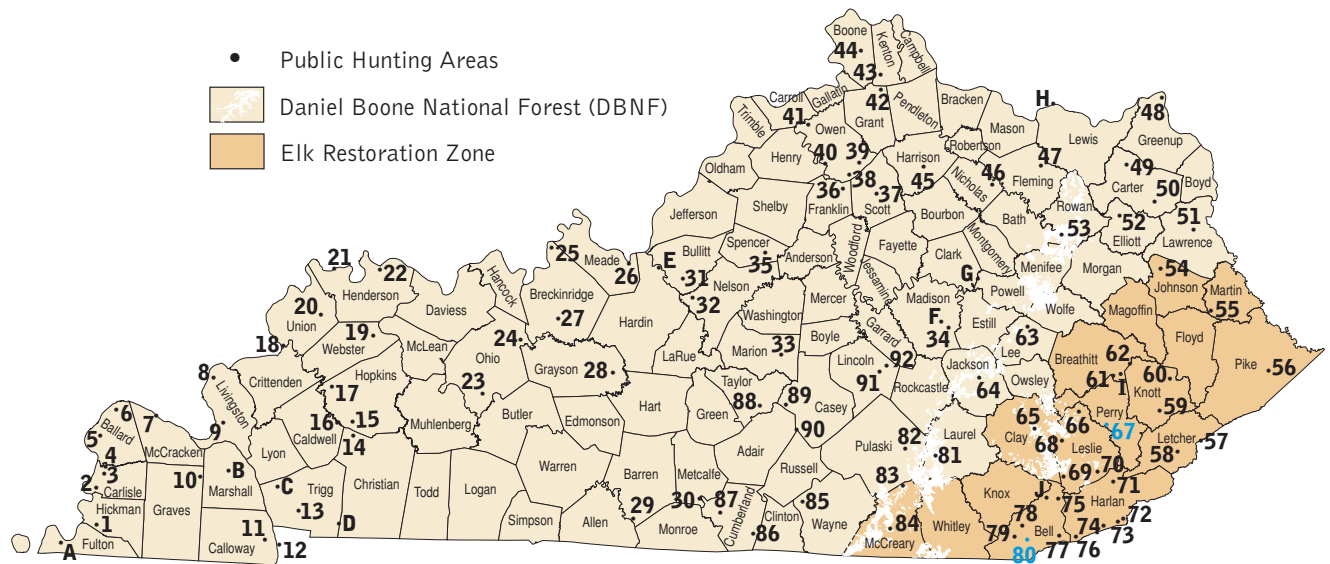 Public Hunting Areas
Daniel Boone National Forest (DBNF)
Elk Restoration Zone
Boone
Kenton
Campbell
44
43
Carroll
Gallatin
42
Pendleton
Bracken
H
48
Trimble
41
Owen
Grant
Mason
Lewis
Greenup
Henry
40
39
Harrison
Robertson
47
49
Oldham
38
45
Nicholas
46
Fleming
Carter
50
Boyd
36
37
Franklin
Scott
Rowan
Jefferson
Shelby
Bourbon
Bath
53
52
51
Elliott
Lawrence
21
22
25
Meade
26
E
Bullitt
31
Spencer
35
Anderson
Woodford
Fayette
Clark
Montgomery
Menifee
Morgan
54
Henderson
Hancock
Breckinridge
Nelson
32
Jessamine
G
Powell
Johnson
Martin
55
20
Union
Daviess
27
Hardin
Washington
Mercer
Madison
Estill
Wolfe
Magoffin
18
19
Webster
McLean
24
Ohio
LaRue
Marion
33
Boyle
Garrard
F
34
63
Lee
Floyd
8
Livingston
Crittenden
Hopkins
17
23
Grayson
28
Lincoln
92
91
Rockcastle
Jackson
64
Owsley
Breathitt
62
61
I
60
Knott
59
Pike
56
6
7
5
Ballard
9
16
15
Caldwell
14
Muhlenberg
Butler
Edmonson
Hart
Green
Taylor
88
89
Casey
90
65
Clay
66
Perry
67
4
3
McCracken
Lyon
68
Leslie
Letcher
57
58
2
Carlisle
10
B
Marshall
C
Trigg
Christian
Todd
Logan
Warren
Barren
Metcalfe
Adair
Russell
Pulaski
82
Laurel
81
69
70
71
Hickman
1
Graves
13
D
Simpson
Allen
29
30
87
Cumberland
Clinton
85
Wayne
83
84
McCreary
Whitley
Knox
J
78
75
Harlan
72
A
Fulton
11
Calloway
12
Monroe
86
79
Bell
80
77
76
74
73